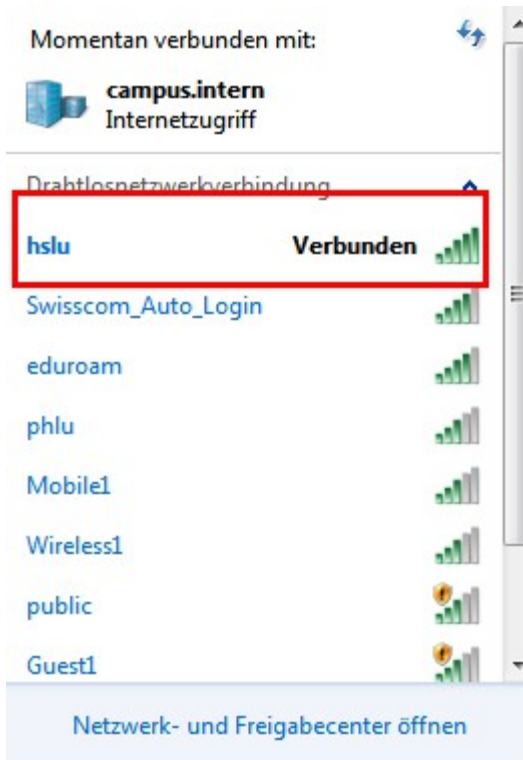 Momentan verbunden mit:
campus.intern
Internetzugriff
Drahtlosnetzwerkverbindung
hslu Verbunden
Swisscom_Auto_Login
eduroam
phlu
Mobile1
Wireless1
public
Guest1
Netzwerk- und Freigabecenter öffnen